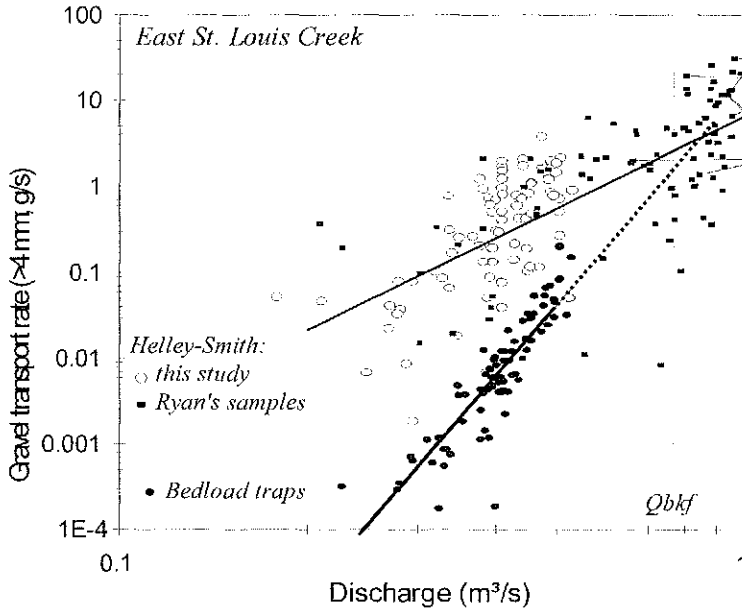 East St. Louis Creek
Gravel transport rate (>4 mm; g/s)
100
10
1
0.1
0.01
0.001
1E-4
Helley-Smith:
this study
Ryan's samples
Bedload traps
Qbkf
0.1
1
Discharge (m³/s)